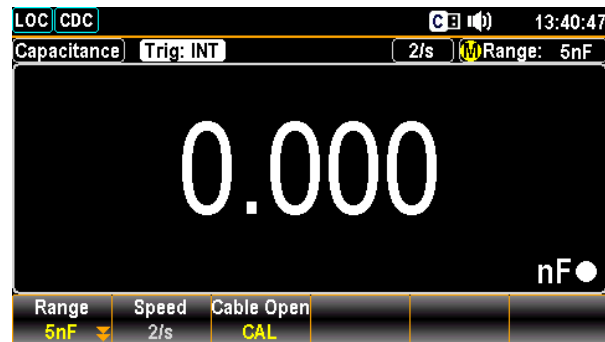 LOC CDC C 13:40:47
Capacitance Trig: INT 2/s M Range: 5nF
0.000
nF
Range Speed Cable Open
5nF 2/s CAL